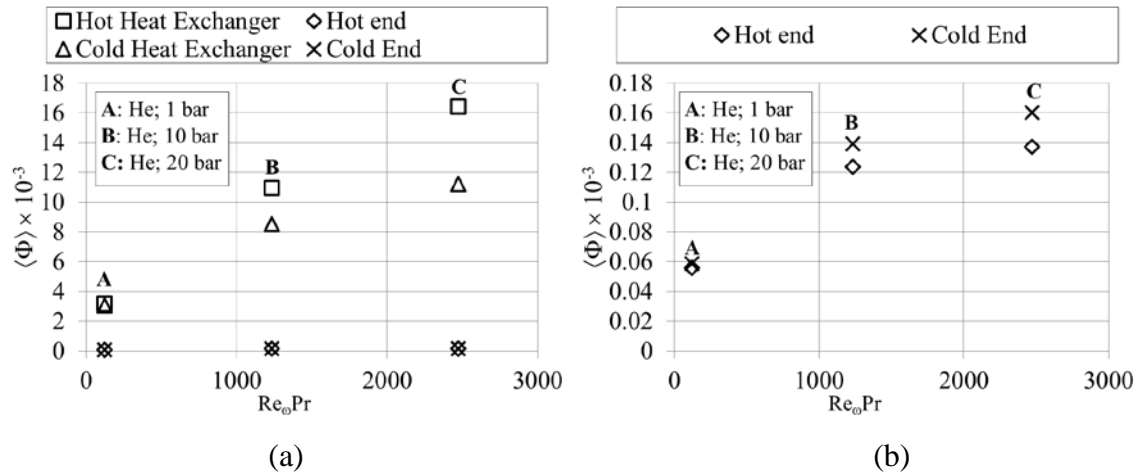 Hot Heat Exchanger Hot end
Cold Heat Exchanger Cold End
18
16
14
12
10
8
6
4
2
0
⟨Φ⟩ × 10⁻³
A: He; 1 bar
B: He; 10 bar
C: He; 20 bar
A
B
C
0 1000 2000 3000
Re_ωPr
(a)
Hot end Cold End
0.18
0.16
0.14
0.12
0.1
0.08
0.06
0.04
0.02
0
⟨Φ⟩ × 10⁻³
A: He; 1 bar
B: He; 10 bar
C: He; 20 bar
A
B
C
0 1000 2000 3000
Re_ωPr
(b)